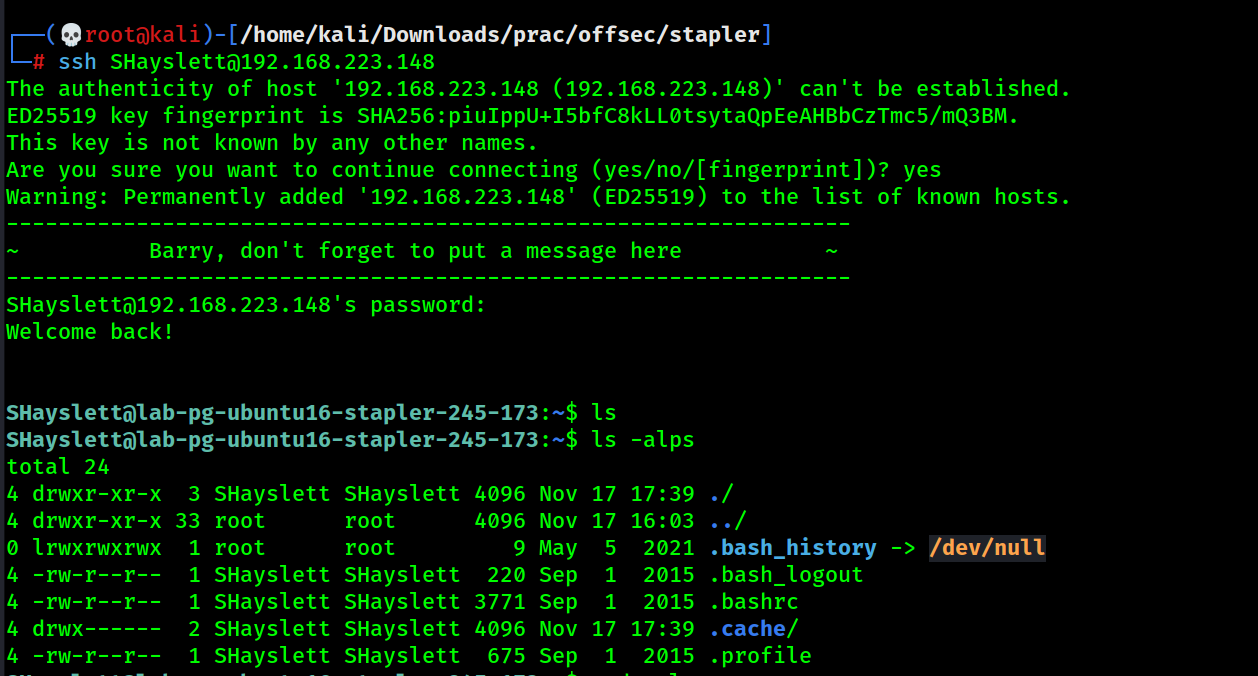 ┌──(💀root@kali)-[/home/kali/Downloads/prac/offsec/stapler]
└─# ssh SHayslett@192.168.223.148
The authenticity of host '192.168.223.148 (192.168.223.148)' can't be established.
ED25519 key fingerprint is SHA256:piuIppU+I5bfC8kLL0tsytaQpEeAHBbCzTmc5/mQ3BM.
This key is not known by any other names.
Are you sure you want to continue connecting (yes/no/[fingerprint])? yes
Warning: Permanently added '192.168.223.148' (ED25519) to the list of known hosts.
-----------------------------------------------------------------
~          Barry, don't forget to put a message here           ~
-----------------------------------------------------------------
SHayslett@192.168.223.148's password:
Welcome back!
SHayslett@lab-pg-ubuntu16-stapler-245-173:~$ ls
SHayslett@lab-pg-ubuntu16-stapler-245-173:~$ ls -alps
total 24
4 drwxr-xr-x  3 SHayslett SHayslett 4096 Nov 17 17:39 ./
4 drwxr-xr-x 33 root      root      4096 Nov 17 16:03 ../
0 lrwxrwxrwx  1 root      root         9 May  5  2021 .bash_history -> /dev/null
4 -rw-r--r--  1 SHayslett SHayslett  220 Sep  1  2015 .bash_logout
4 -rw-r--r--  1 SHayslett SHayslett 3771 Sep  1  2015 .bashrc
4 drwx------  2 SHayslett SHayslett 4096 Nov 17 17:39 .cache/
4 -rw-r--r--  1 SHayslett SHayslett  675 Sep  1  2015 .profile